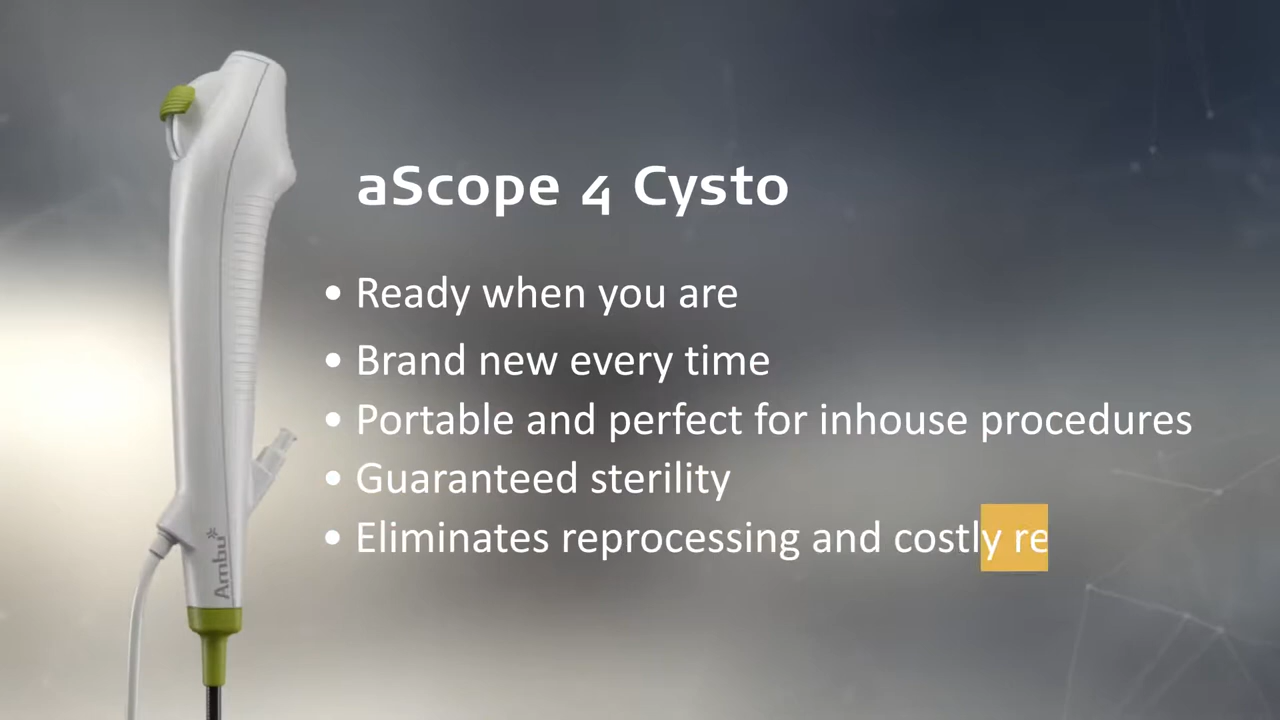 aScope 4 Cysto
• Ready when you are
• Brand new every time
• Portable and perfect for inhouse procedures
• Guaranteed sterility
• Eliminates reprocessing and costly re
Ambu